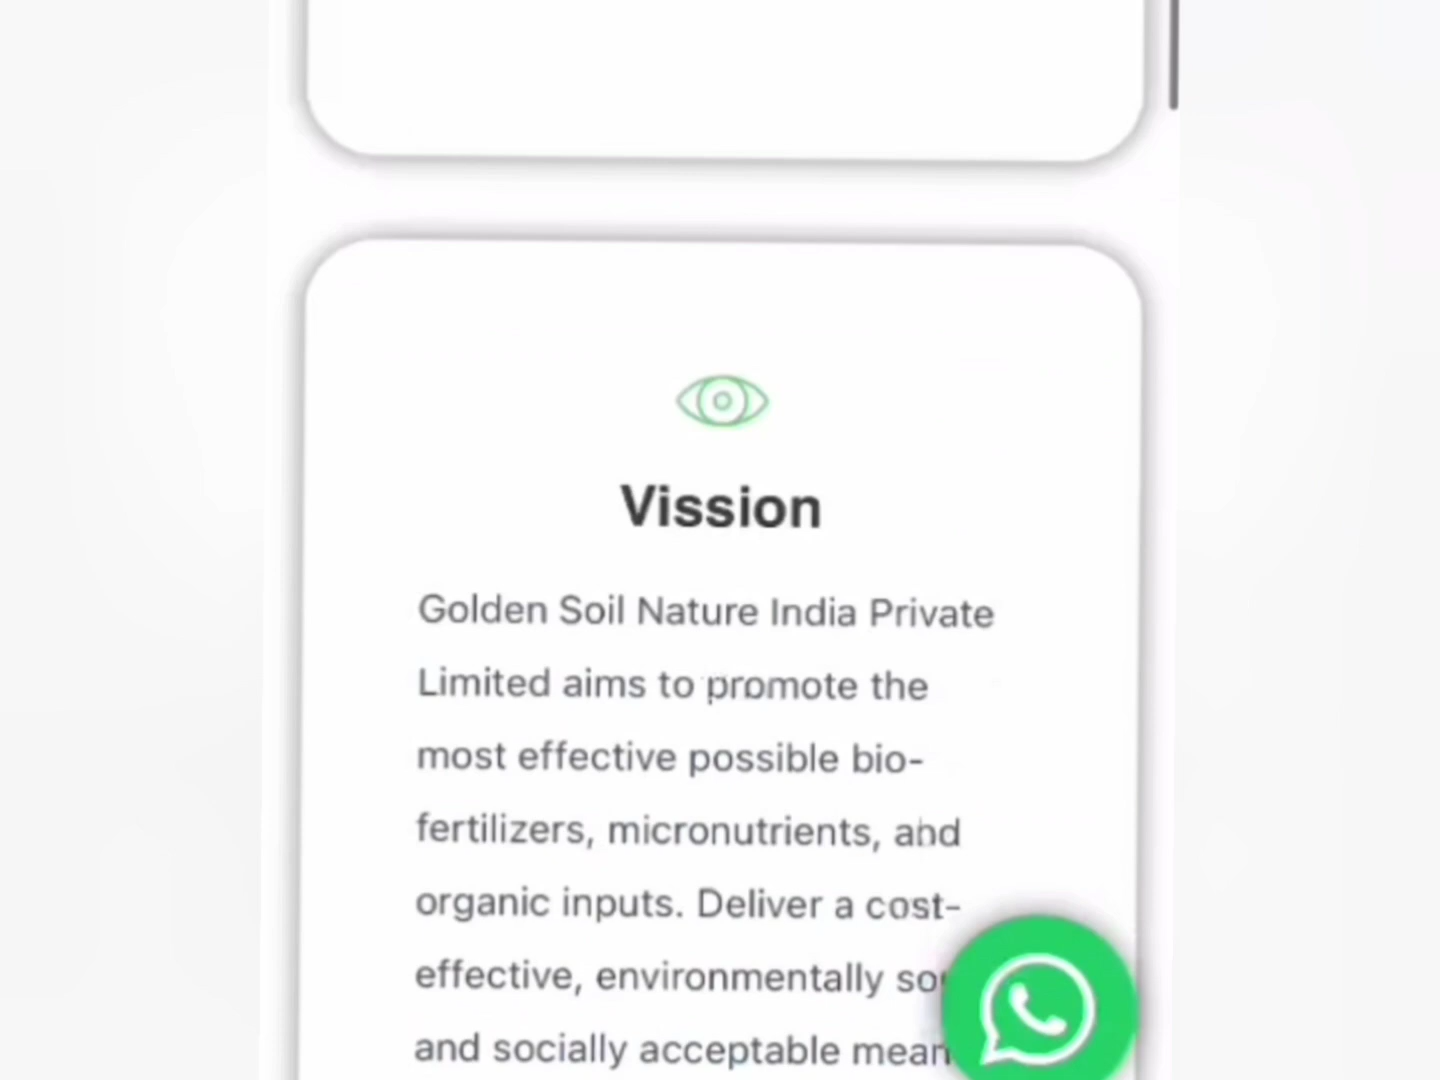 Vission
Golden Soil Nature India Private
Limited aims to promote the
most effective possible bio-
fertilizers, micronutrients, and
organic inputs. Deliver a cost-
effective, environmentally
and socially acceptable